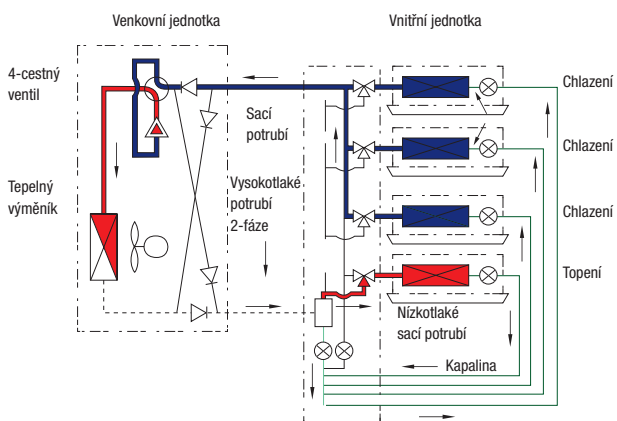 Venkovní jednotka
Vnitřní jednotka
4-cestný
ventil
Tepelný
výměník
Sací
potrubí
Vysokotlaké
potrubí
2-fáze
Chlazení
Chlazení
Chlazení
Topení
Nízkotlaké
sací potrubí
Kapalina